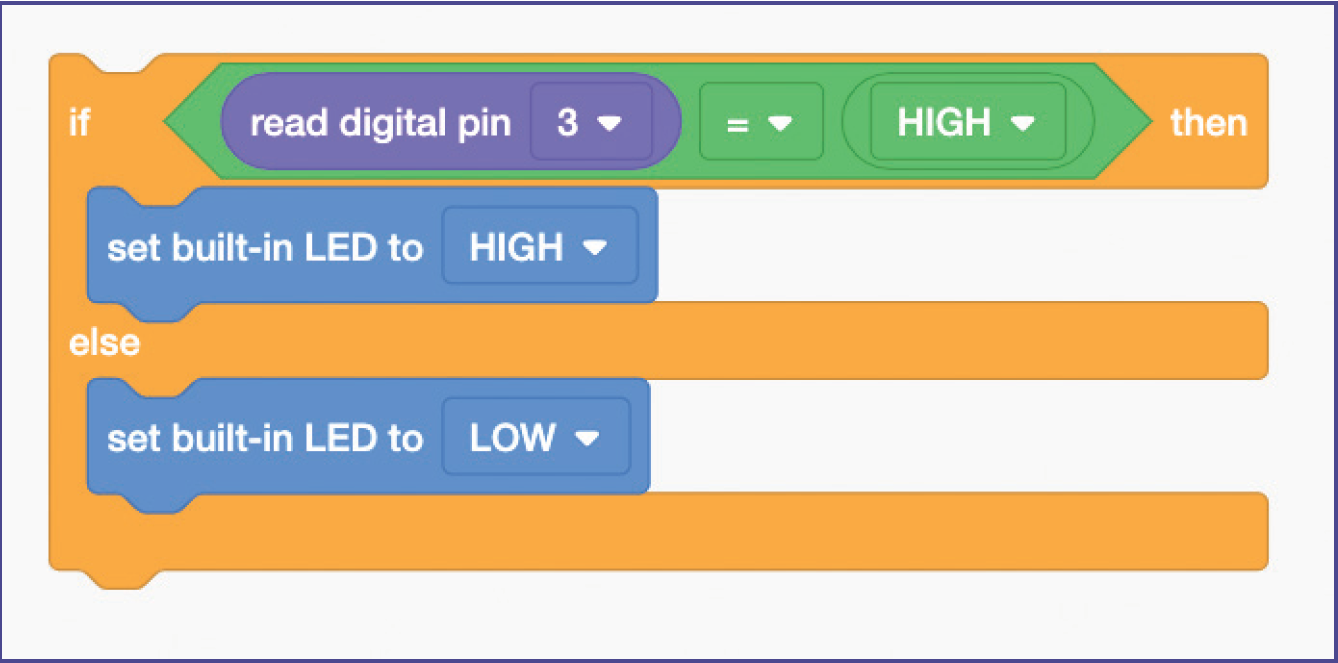 if read digital pin 3 = HIGH then
set built-in LED to HIGH
else
set built-in LED to LOW